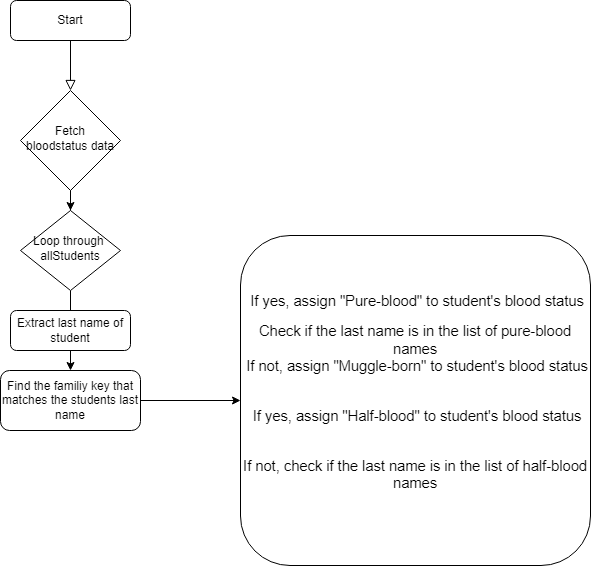 Start
Fetch
bloodstatus data
Loop through
allStudents
Extract last name of
student
Find the familiy key that
matches the students last
name
If yes, assign "Pure-blood" to student's blood status
Check if the last name is in the list of pure-blood
names
If not, assign "Muggle-born" to student's blood status
If yes, assign "Half-blood" to student's blood status
If not, check if the last name is in the list of half-blood
names